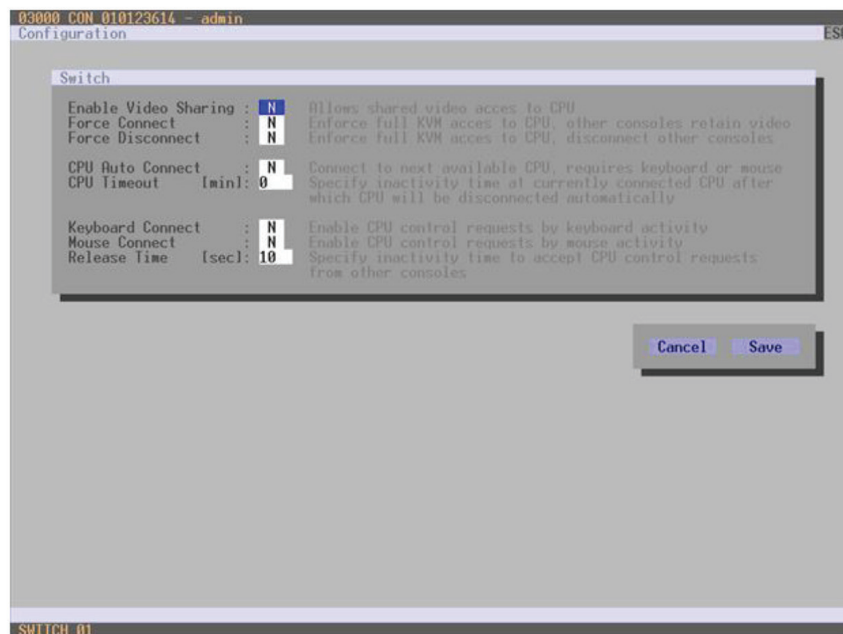 03000 CON_010123614 - admin
Configuration ES
Switch
Enable Video Sharing : N Allows shared video acces to CPU
Force Connect : N Enforce full KVM acces to CPU, other consoles retain video
Force Disconnect : N Enforce full KVM acces to CPU, disconnect other consoles
CPU Auto Connect : N Connect to next available CPU, requires keyboard or mouse
CPU Timeout [min]: 0 Specify inactivity time at currently connected CPU after
which CPU will be disconnected automatically
Keyboard Connect : N Enable CPU control requests by keyboard activity
Mouse Connect : N Enable CPU control requests by mouse activity
Release Time [sec]: 10 Specify inactivity time to accept CPU control requests
from other consoles
Cancel Save
SWITCH_01